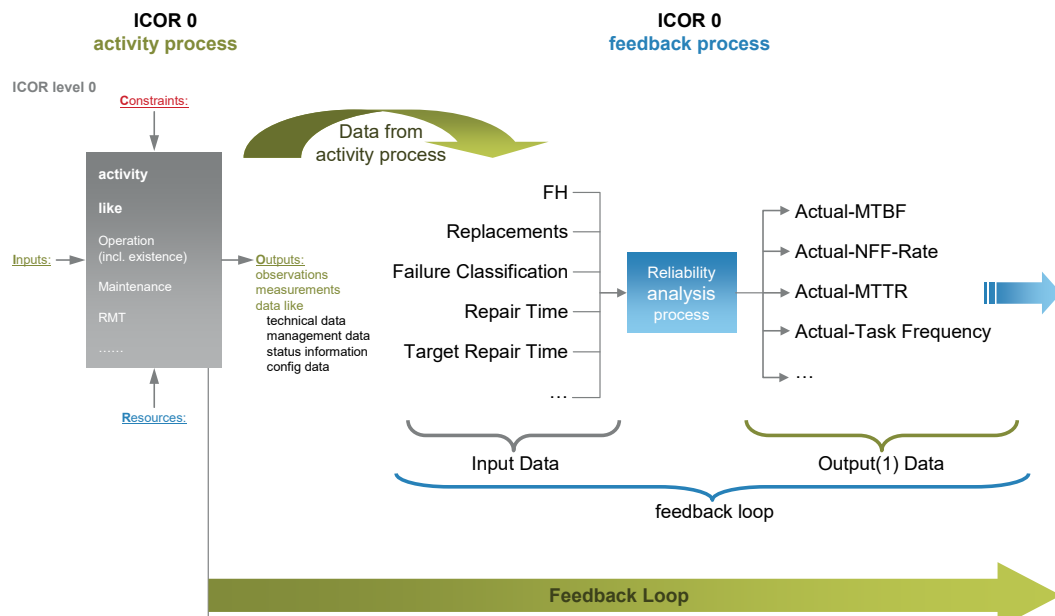 ICOR 0
activity process
ICOR 0
feedback process
ICOR level 0
Constraints:
Data from
activity process
activity
like
Operation
(incl. existence)
Maintenance
RMT
……
Inputs:
Outputs:
observations
measurements
data like
technical data
management data
status information
config data
Resources:
FH
Replacements
Failure Classification
Repair Time
Target Repair Time
…
Reliability
analysis
process
Actual-MTBF
Actual-NFF-Rate
Actual-MTTR
Actual-Task Frequency
…
Input Data
Output(1) Data
feedback loop
Feedback Loop